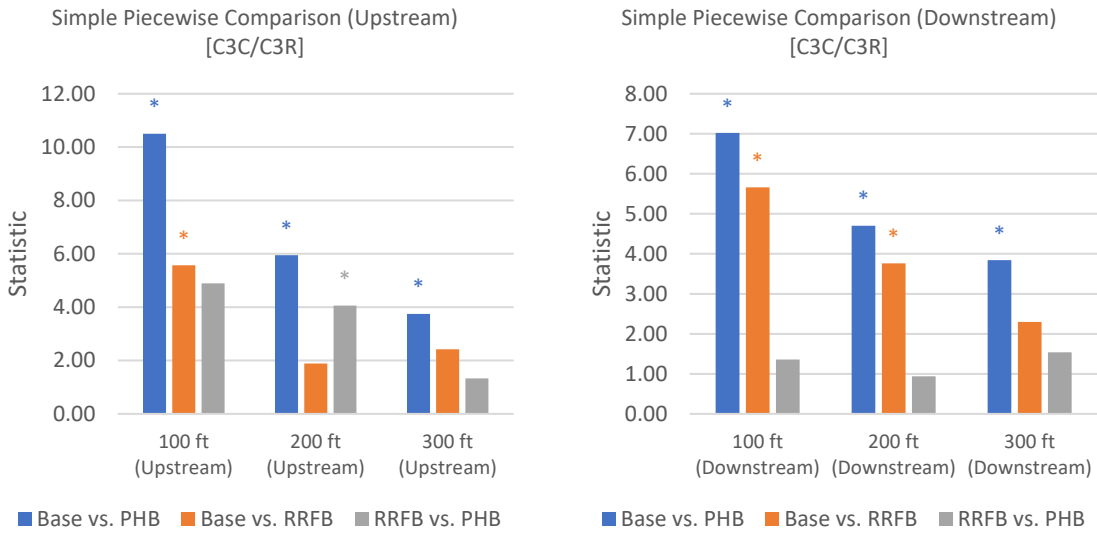 Simple Piecewise Comparison (Upstream)
[C3C/C3R]
Statistic
12.00
10.00
8.00
6.00
4.00
2.00
0.00
*
*
*
*
*
100 ft
(Upstream)
200 ft
(Upstream)
300 ft
(Upstream)
Base vs. PHB Base vs. RRFB RRFB vs. PHB
Simple Piecewise Comparison (Downstream)
[C3C/C3R]
Statistic
8.00
7.00
6.00
5.00
4.00
3.00
2.00
1.00
0.00
*
*
*
*
*
100 ft
(Downstream)
200 ft
(Downstream)
300 ft
(Downstream)
Base vs. PHB Base vs. RRFB RRFB vs. PHB